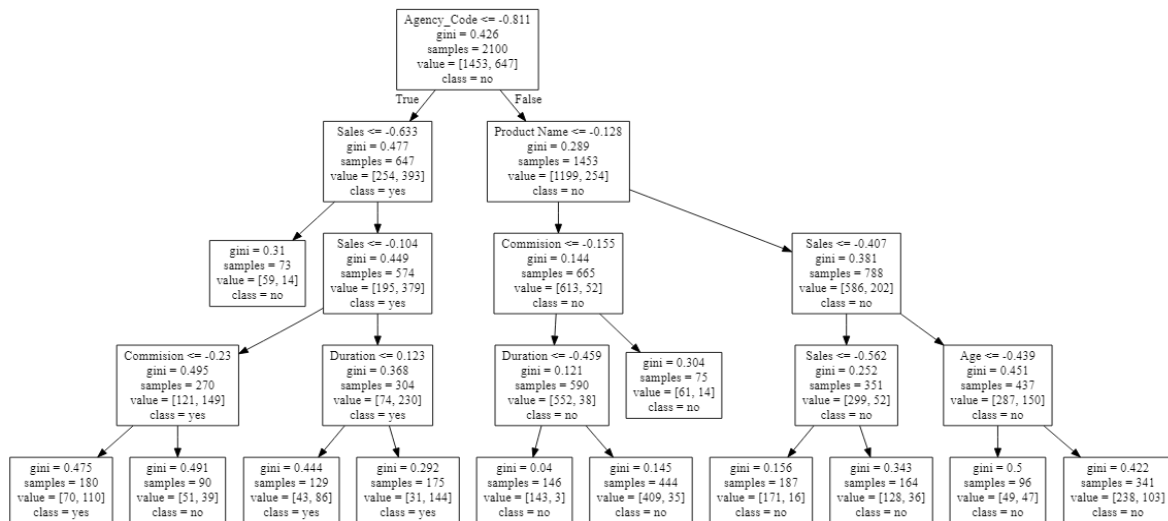 Agency_Code <= -0.811
gini = 0.426
samples = 2100
value = [1453, 647]
class = no
True
False
Sales <= -0.633
gini = 0.477
samples = 647
value = [254, 393]
class = yes
Product Name <= -0.128
gini = 0.289
samples = 1453
value = [1199, 254]
class = no
gini = 0.31
samples = 73
value = [59, 14]
class = no
Sales <= -0.104
gini = 0.449
samples = 574
value = [195, 379]
class = yes
Commision <= -0.155
gini = 0.144
samples = 665
value = [613, 52]
class = no
Sales <= -0.407
gini = 0.381
samples = 788
value = [586, 202]
class = no
Commision <= -0.23
gini = 0.495
samples = 270
value = [121, 149]
class = yes
Duration <= 0.123
gini = 0.368
samples = 304
value = [74, 230]
class = yes
Duration <= -0.459
gini = 0.121
samples = 590
value = [552, 38]
class = no
gini = 0.304
samples = 75
value = [61, 14]
class = no
Sales <= -0.562
gini = 0.252
samples = 351
value = [299, 52]
class = no
Age <= -0.439
gini = 0.451
samples = 437
value = [287, 150]
class = no
gini = 0.475
samples = 180
value = [70, 110]
class = yes
gini = 0.491
samples = 90
value = [51, 39]
class = no
gini = 0.444
samples = 129
value = [43, 86]
class = yes
gini = 0.292
samples = 175
value = [31, 144]
class = yes
gini = 0.04
samples = 146
value = [143, 3]
class = no
gini = 0.145
samples = 444
value = [409, 35]
class = no
gini = 0.156
samples = 187
value = [171, 16]
class = no
gini = 0.343
samples = 164
value = [128, 36]
class = no
gini = 0.5
samples = 96
value = [49, 47]
class = no
gini = 0.422
samples = 341
value = [238, 103]
class = no